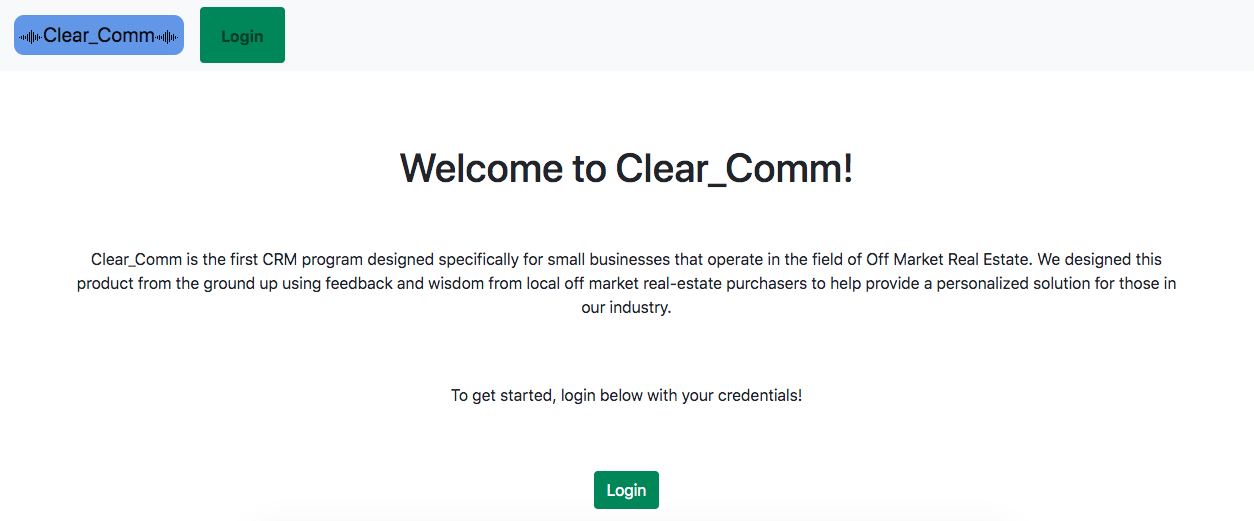 Clear_Comm
Login
Welcome to Clear_Comm!
Clear_Comm is the first CRM program designed specifically for small businesses that operate in the field of Off Market Real Estate. We designed this
product from the ground up using feedback and wisdom from local off market real-estate purchasers to help provide a personalized solution for those in
our industry.
To get started, login below with your credentials!
Login